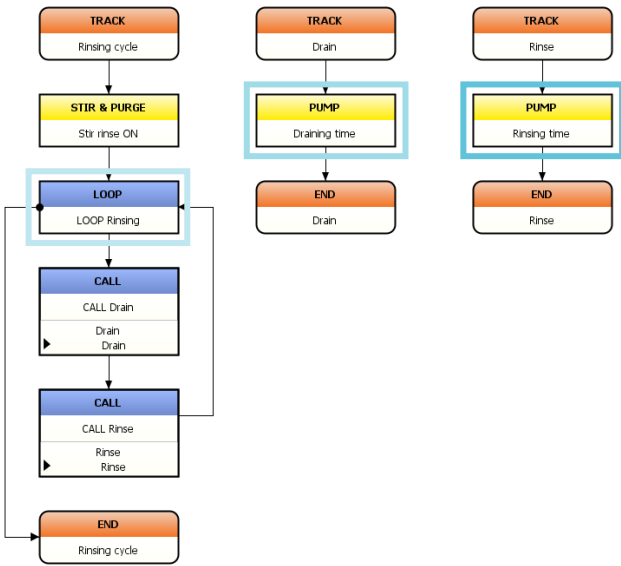 TRACK
Rinsing cycle
STIR & PURGE
Stir rinse ON
LOOP
LOOP Rinsing
CALL
CALL Drain
Drain
Drain
CALL
CALL Rinse
Rinse
Rinse
END
Rinsing cycle
TRACK
Drain
PUMP
Draining time
END
Drain
TRACK
Rinse
PUMP
Rinsing time
END
Rinse